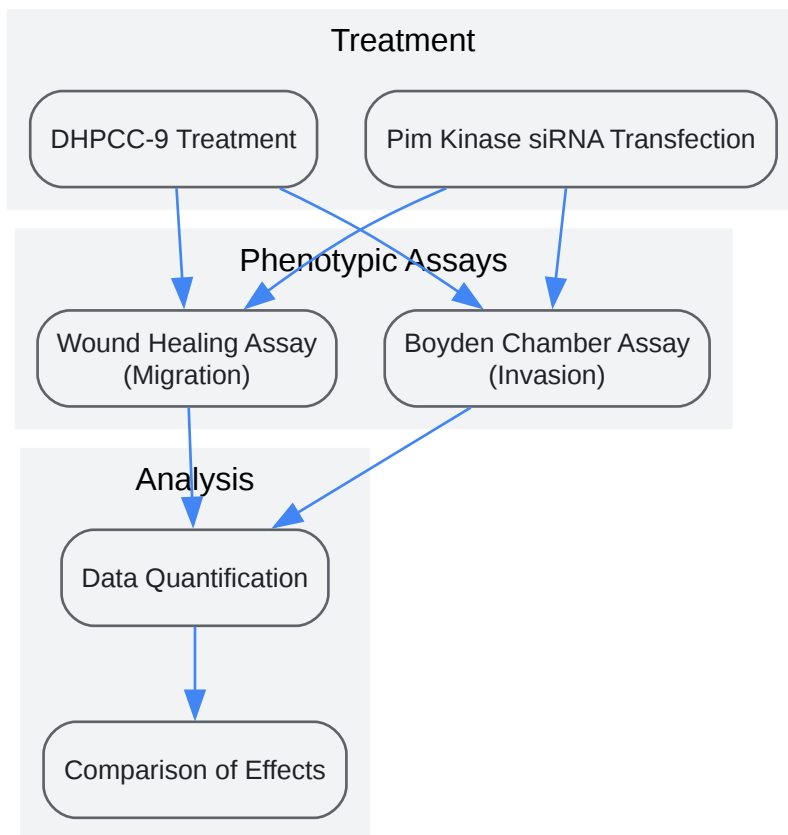 Treatment
DHPCC-9 Treatment
Pim Kinase siRNA Transfection
Phenotypic Assays
Wound Healing Assay
(Migration)
Boyden Chamber Assay
(Invasion)
Analysis
Data Quantification
Comparison of Effects